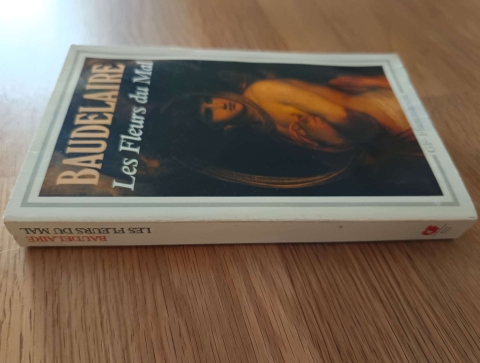 BAUDELAIRE
Les Fleurs du Mal
BAUDELAIRE
LES FLEURS DU MAL